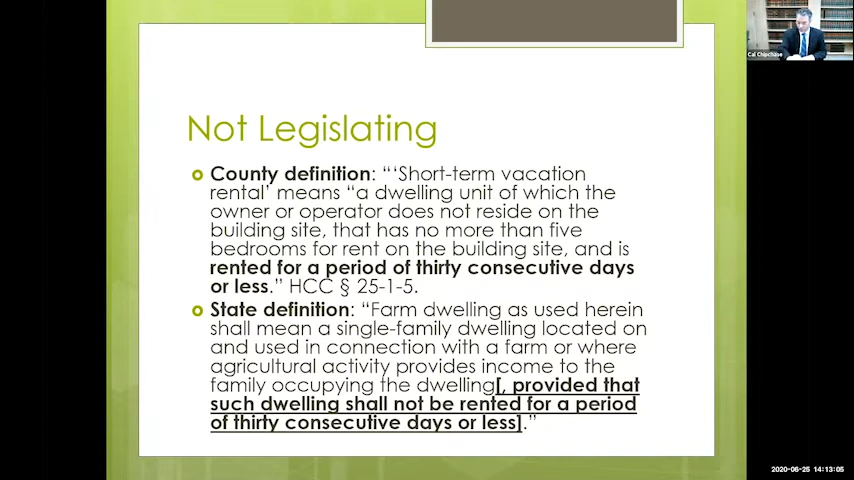 Cal Chipchase
Not Legislating
County definition: “‘Short-term vacation
rental’ means “a dwelling unit of which the
owner or operator does not reside on the
building site, that has no more than five
bedrooms for rent on the building site, and is
rented for a period of thirty consecutive days
or less.” HCC § 25-1-5.
State definition: “Farm dwelling as used herein
shall mean a single-family dwelling located on
and used in connection with a farm or where
agricultural activity provides income to the
family occupying the dwelling[, provided that
such dwelling shall not be rented for a period
of thirty consecutive days or less].”
2020-06-25 14:13:05